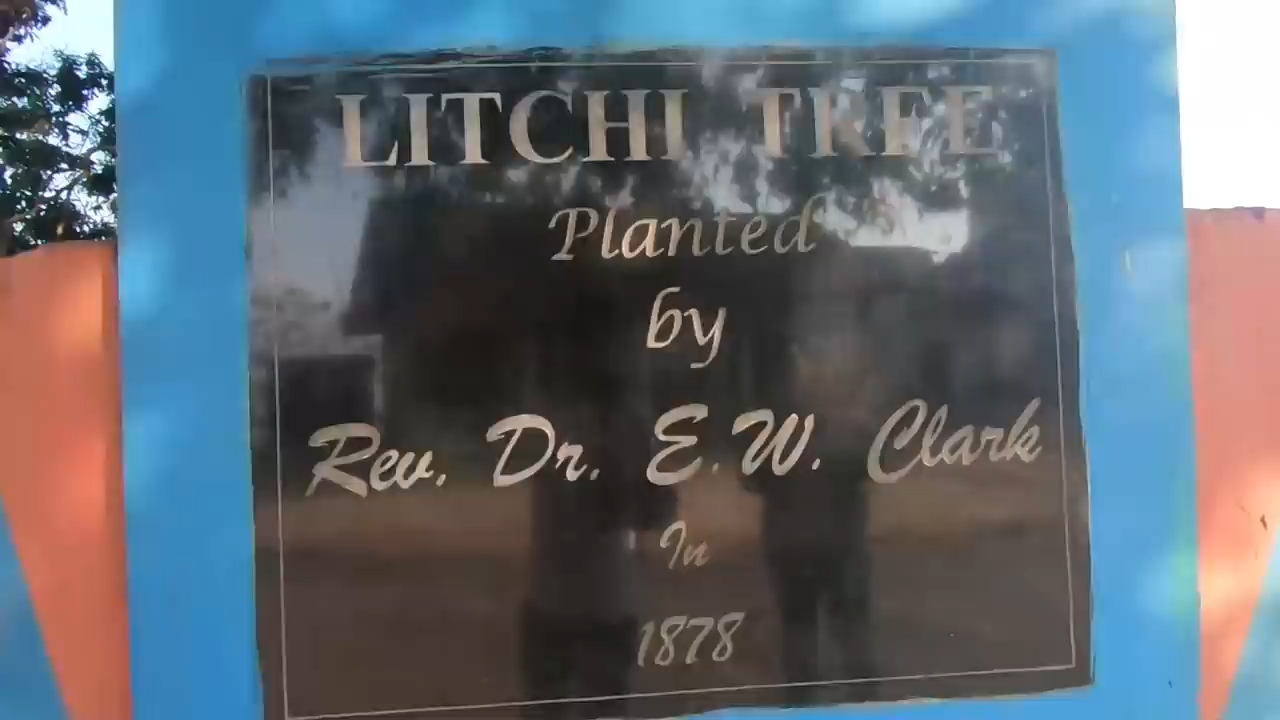 LITCHI TREE
Planted
by
Rev. Dr. E.W. Clark
In
1878